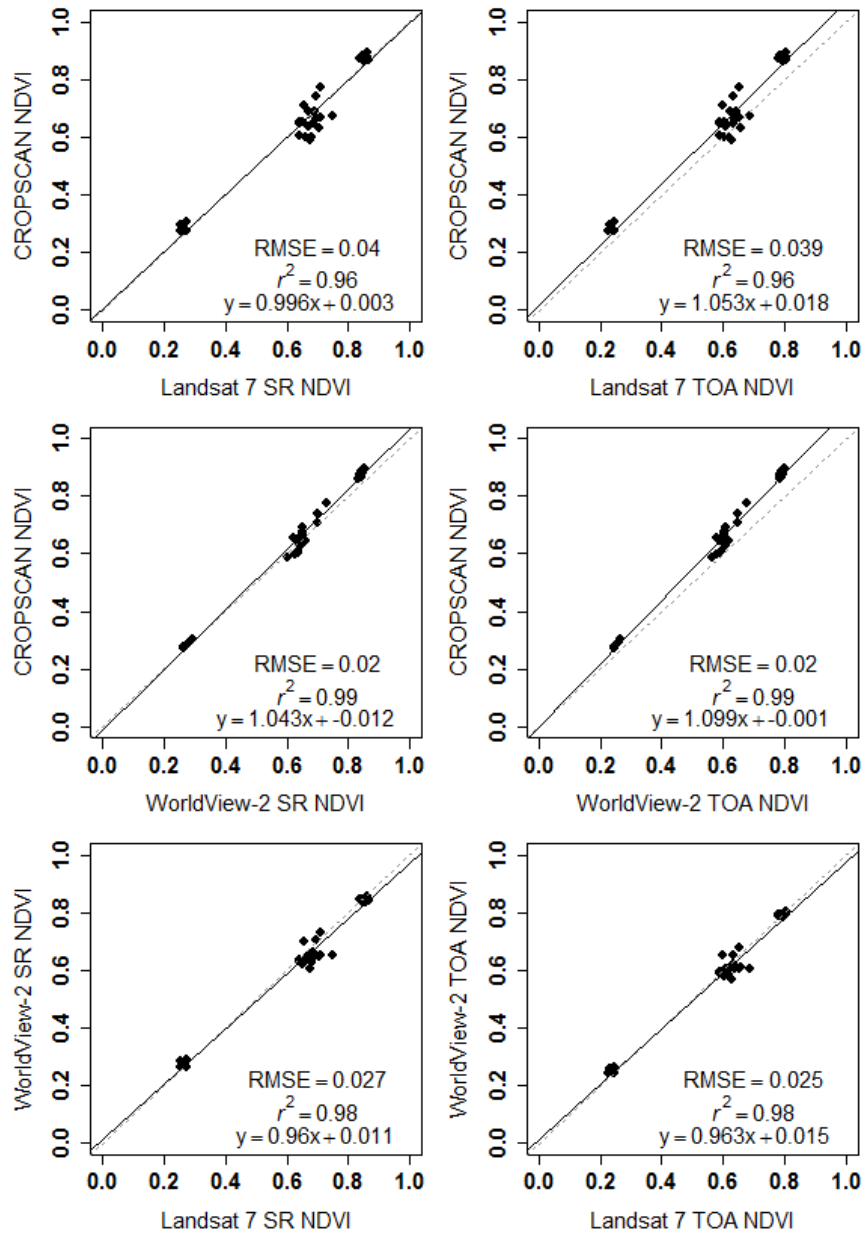 CROPSCAN NDVI
1.0
0.8
0.6
0.4
0.2
0.0
RMSE = 0.04
r² = 0.96
y = 0.996x + 0.003
0.0 0.2 0.4 0.6 0.8 1.0
Landsat 7 SR NDVI
CROPSCAN NDVI
1.0
0.8
0.6
0.4
0.2
0.0
RMSE = 0.039
r² = 0.96
y = 1.053x + 0.018
0.0 0.2 0.4 0.6 0.8 1.0
Landsat 7 TOA NDVI
CROPSCAN NDVI
1.0
0.8
0.6
0.4
0.2
0.0
RMSE = 0.02
r² = 0.99
y = 1.043x + -0.012
0.0 0.2 0.4 0.6 0.8 1.0
WorldView-2 SR NDVI
CROPSCAN NDVI
1.0
0.8
0.6
0.4
0.2
0.0
RMSE = 0.02
r² = 0.99
y = 1.099x + -0.001
0.0 0.2 0.4 0.6 0.8 1.0
WorldView-2 TOA NDVI
WorldView-2 SR NDVI
1.0
0.8
0.6
0.4
0.2
0.0
RMSE = 0.027
r² = 0.98
y = 0.96x + 0.011
0.0 0.2 0.4 0.6 0.8 1.0
Landsat 7 SR NDVI
WorldView-2 TOA NDVI
1.0
0.8
0.6
0.4
0.2
0.0
RMSE = 0.025
r² = 0.98
y = 0.963x + 0.015
0.0 0.2 0.4 0.6 0.8 1.0
Landsat 7 TOA NDVI